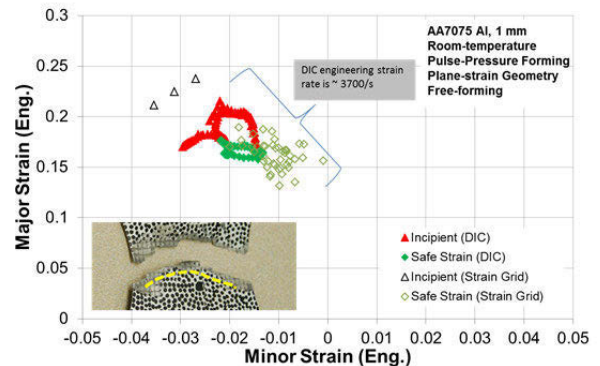 0.3
0.25
0.2
0.15
0.1
0.05
0
Major Strain (Eng.)
DIC engineering strain
rate is ~ 3700/s
AA7075 Al, 1 mm
Room-temperature
Pulse-Pressure Forming
Plane-strain Geometry
Free-forming
Incipient (DIC)
Safe Strain (DIC)
Incipient (Strain Grid)
Safe Strain (Strain Grid)
-0.05 -0.04 -0.03 -0.02 -0.01 0 0.01 0.02 0.03 0.04 0.05
Minor Strain (Eng.)